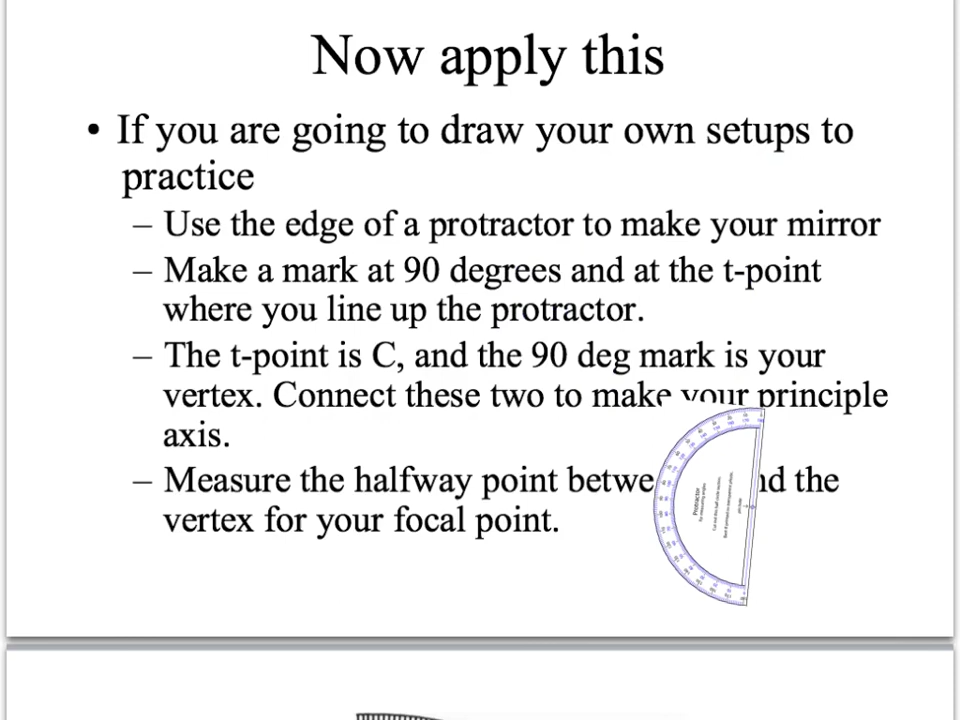 Now apply this
• If you are going to draw your own setups to
practice
– Use the edge of a protractor to make your mirror
– Make a mark at 90 degrees and at the t-point
where you line up the protractor.
– The t-point is C, and the 90 deg mark is your
vertex. Connect these two to make your principle
axis.
– Measure the halfway point betwe nd the
vertex for your focal point.
Protractor